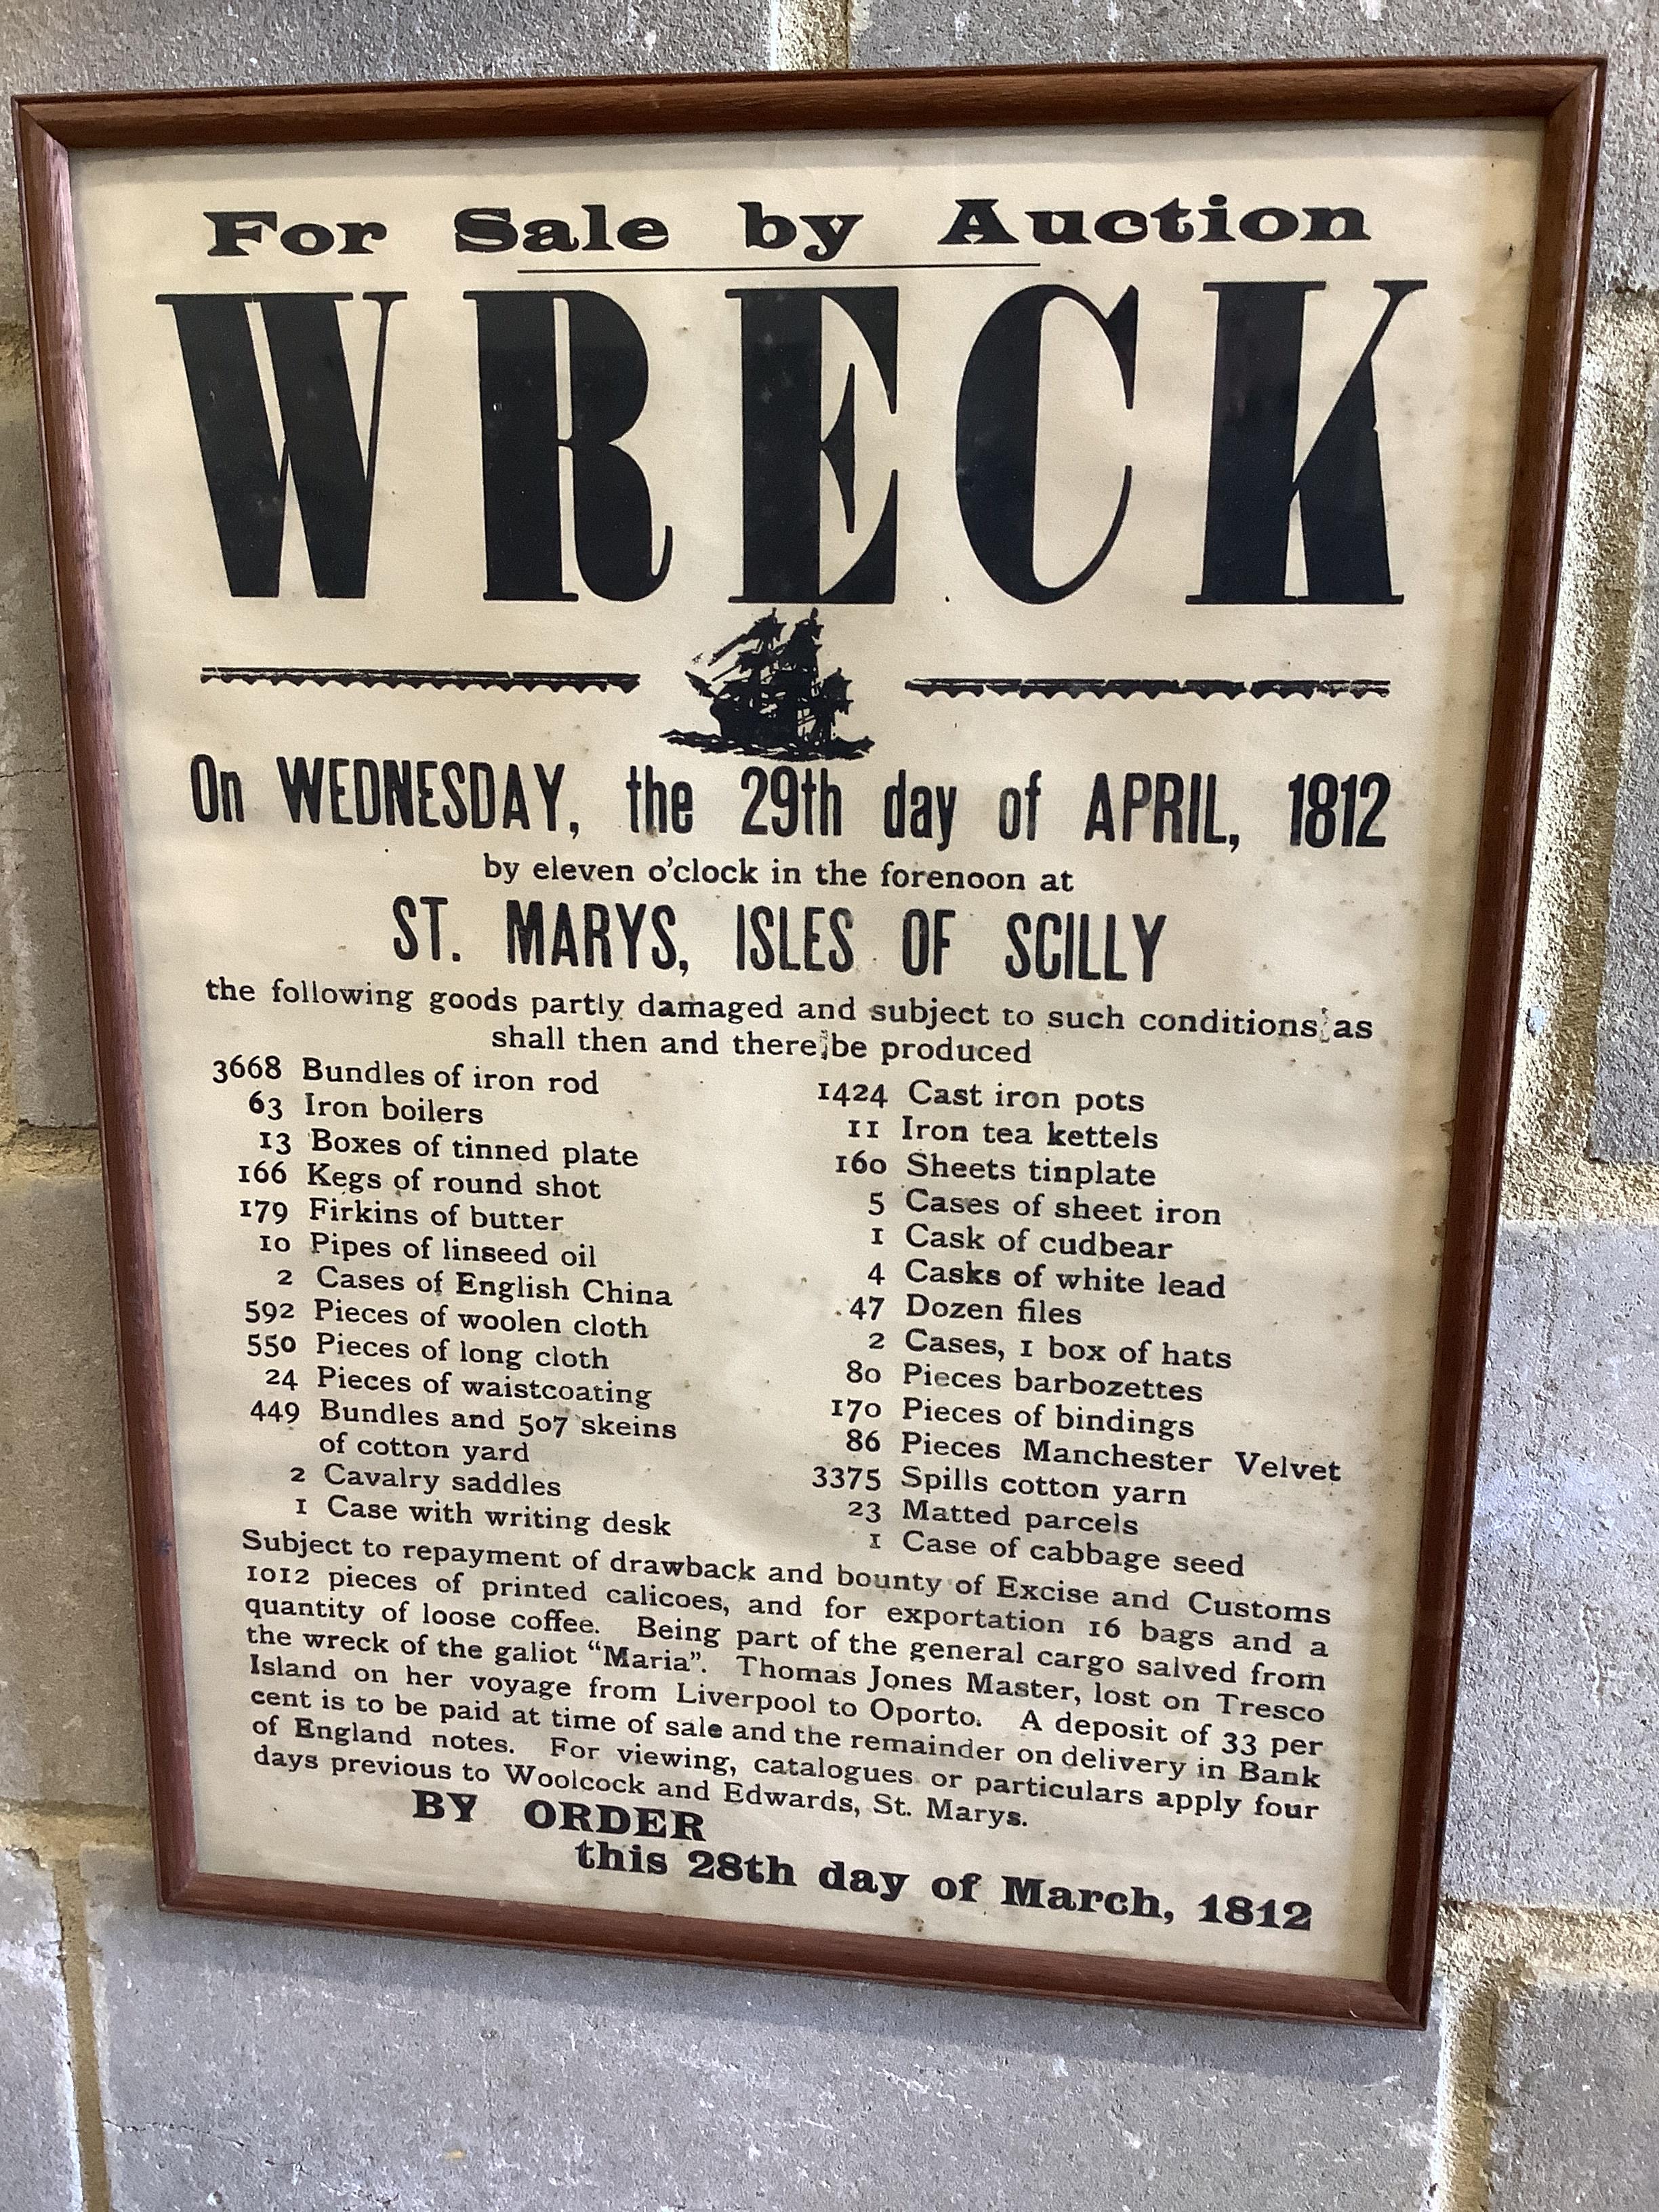 For Sale by Auction
WRECK
On WEDNESDAY, the 29th day of APRIL, 1812
by eleven o'clock in the forenoon at
ST. MARYS, ISLES OF SCILLY
the following goods partly damaged and subject to such conditions as
shall then and there be produced
3668 Bundles of iron rod
63 Iron boilers
13 Boxes of tinned plate
166 Kegs of round shot
179 Firkins of butter
10 Pipes of linseed oil
2 Cases of English China
592 Pieces of woolen cloth
550 Pieces of long cloth
24 Pieces of waistcoating
449 Bundles and 507 skeins
of cotton yard
2 Cavalry saddles
1 Case with writing desk
1424 Cast iron pots
11 Iron tea kettels
160 Sheets tinplate
5 Cases of sheet iron
1 Cask of cudbear
4 Casks of white lead
47 Dozen files
2 Cases, 1 box of hats
80 Pieces barbozettes
170 Pieces of bindings
86 Pieces Manchester Velvet
3375 Spills cotton yarn
23 Matted parcels
1 Case of cabbage seed
Subject to repayment of drawback and bounty of Excise and Customs
1012 pieces of printed calicoes, and for exportation 16 bags and a
quantity of loose coffee. Being part of the general cargo salved from
the wreck of the galiot “Maria”. Thomas Jones Master, lost on Tresco
Island on her voyage from Liverpool to Oporto. A deposit of 33 per
cent is to be paid at time of sale and the remainder on delivery in Bank
of England notes. For viewing, catalogues or particulars apply four
days previous to Woolcock and Edwards, St. Marys.
BY ORDER
this 28th day of March, 1812